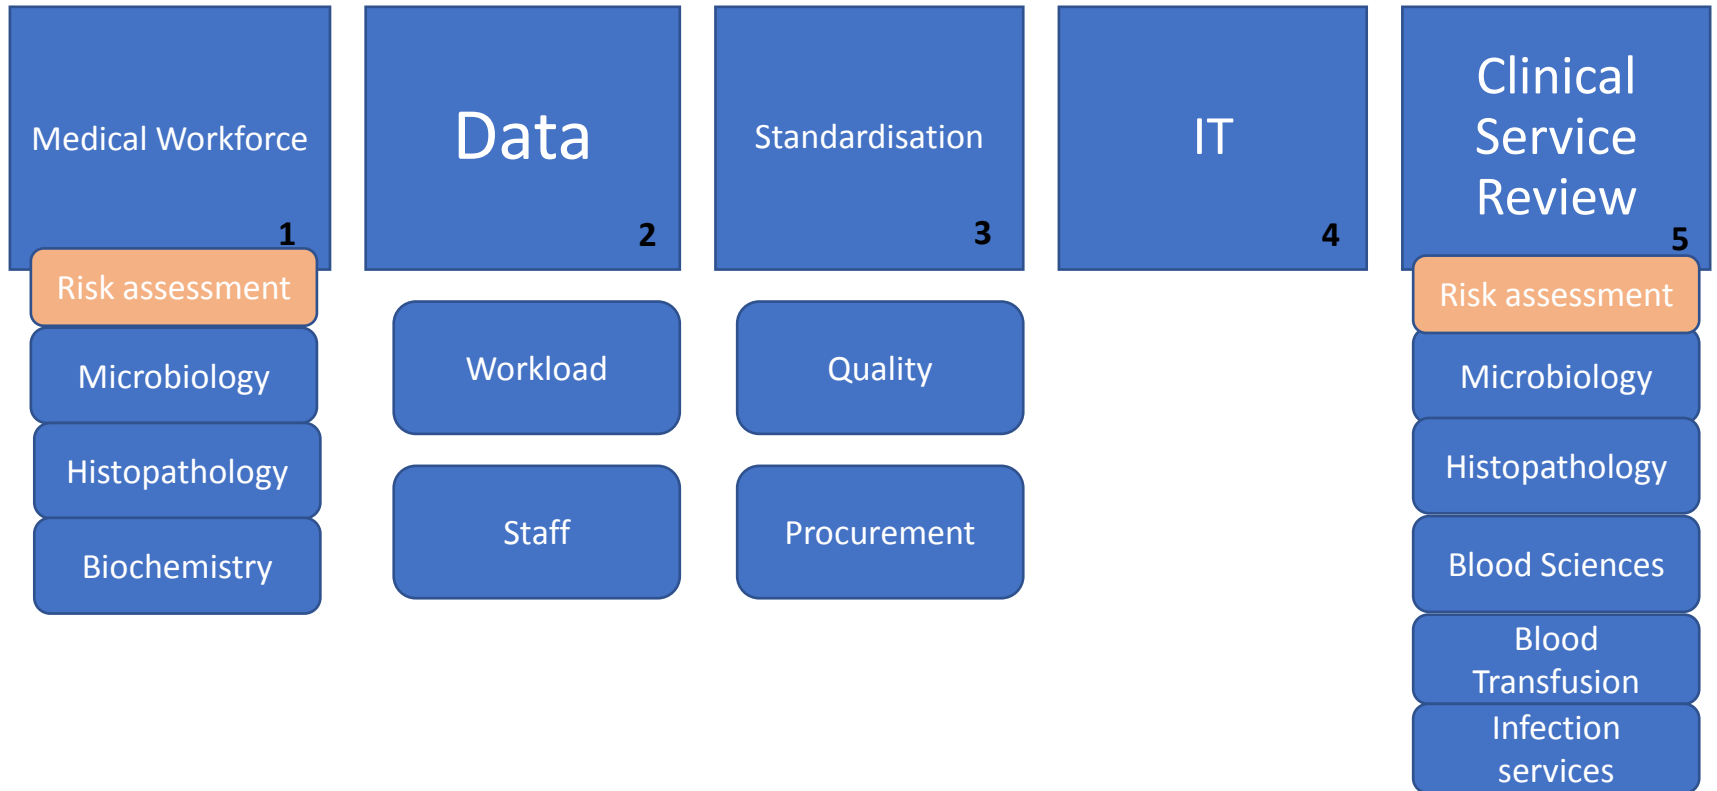 Medical Workforce
1
Risk assessment
Microbiology
Histopathology
Biochemistry
Data
2
Workload
Staff
Standardisation
3
Quality
Procurement
IT
4
Clinical
Service
Review
5
Risk assessment
Microbiology
Histopathology
Blood Sciences
Blood
Transfusion
Infection
services